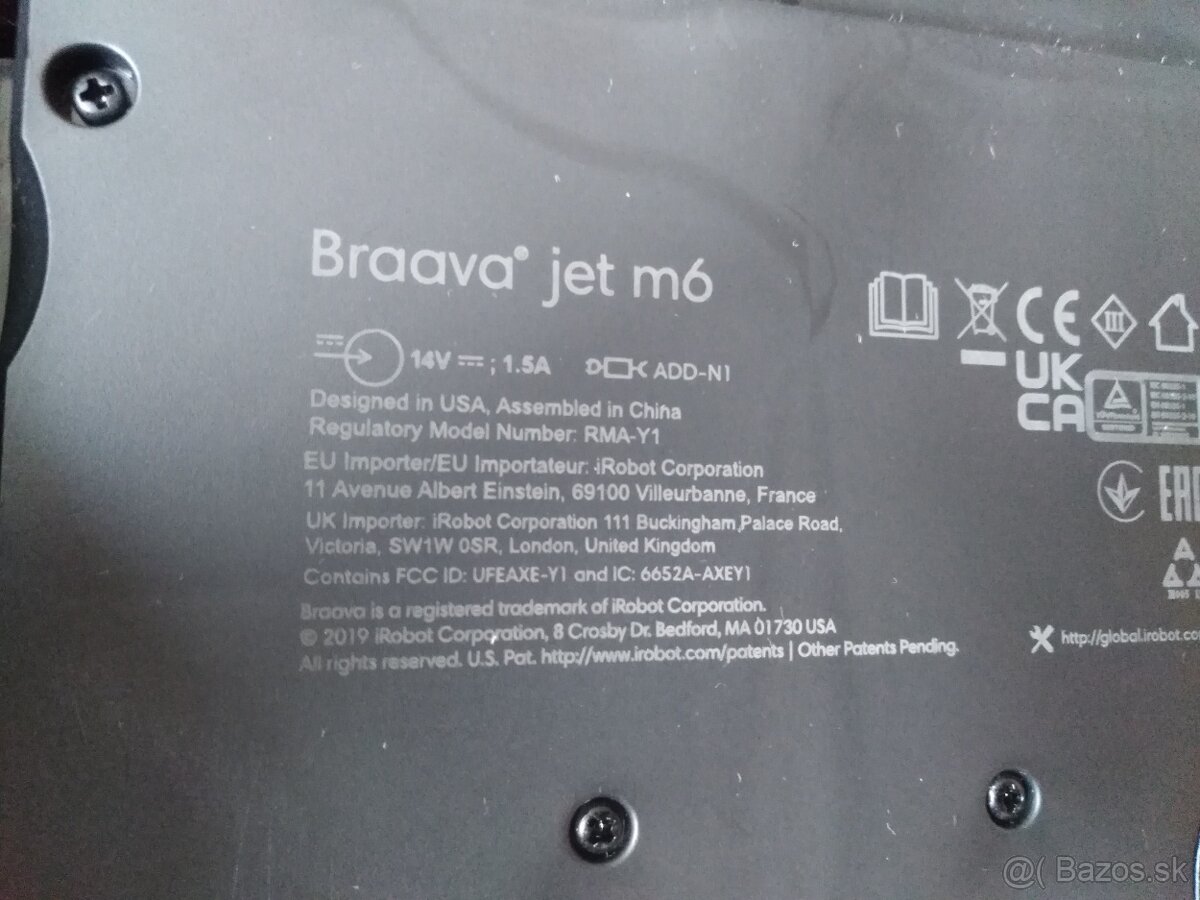 Braava® jet m6
14V ; 1.5A ADD-N1
Designed in USA, Assembled in China
Regulatory Model Number: RMA-Y1
EU Importer/EU Importateur: iRobot Corporation
11 Avenue Albert Einstein, 69100 Villeurbanne, France
UK Importer: iRobot Corporation 111 Buckingham Palace Road,
Victoria, SW1W 0SR, London, United Kingdom
Contains FCC ID: UFEAXE-Y1 and IC: 6652A-AXEY1
Braava is a registered trademark of iRobot Corporation.
© 2019 iRobot Corporation, 8 Crosby Dr. Bedford, MA 01730 USA
All rights reserved. U.S. Pat. http://www.irobot.com/patents | Other Patents Pending.
CE
III
UK
CA
EAC
http://global.irobot.co
@( Bazos.sk